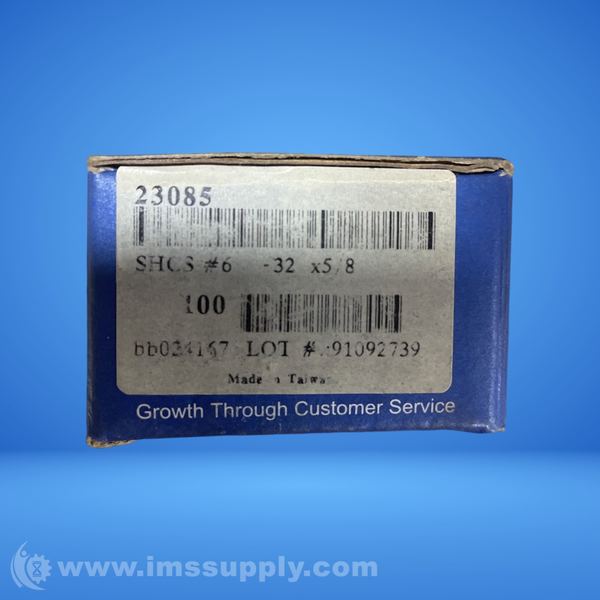 23085
SHCS #6 -32 x5/8
100
bb024167 LOT #:91092739
Made in Taiwan
Growth Through Customer Service
www.imssupply.com